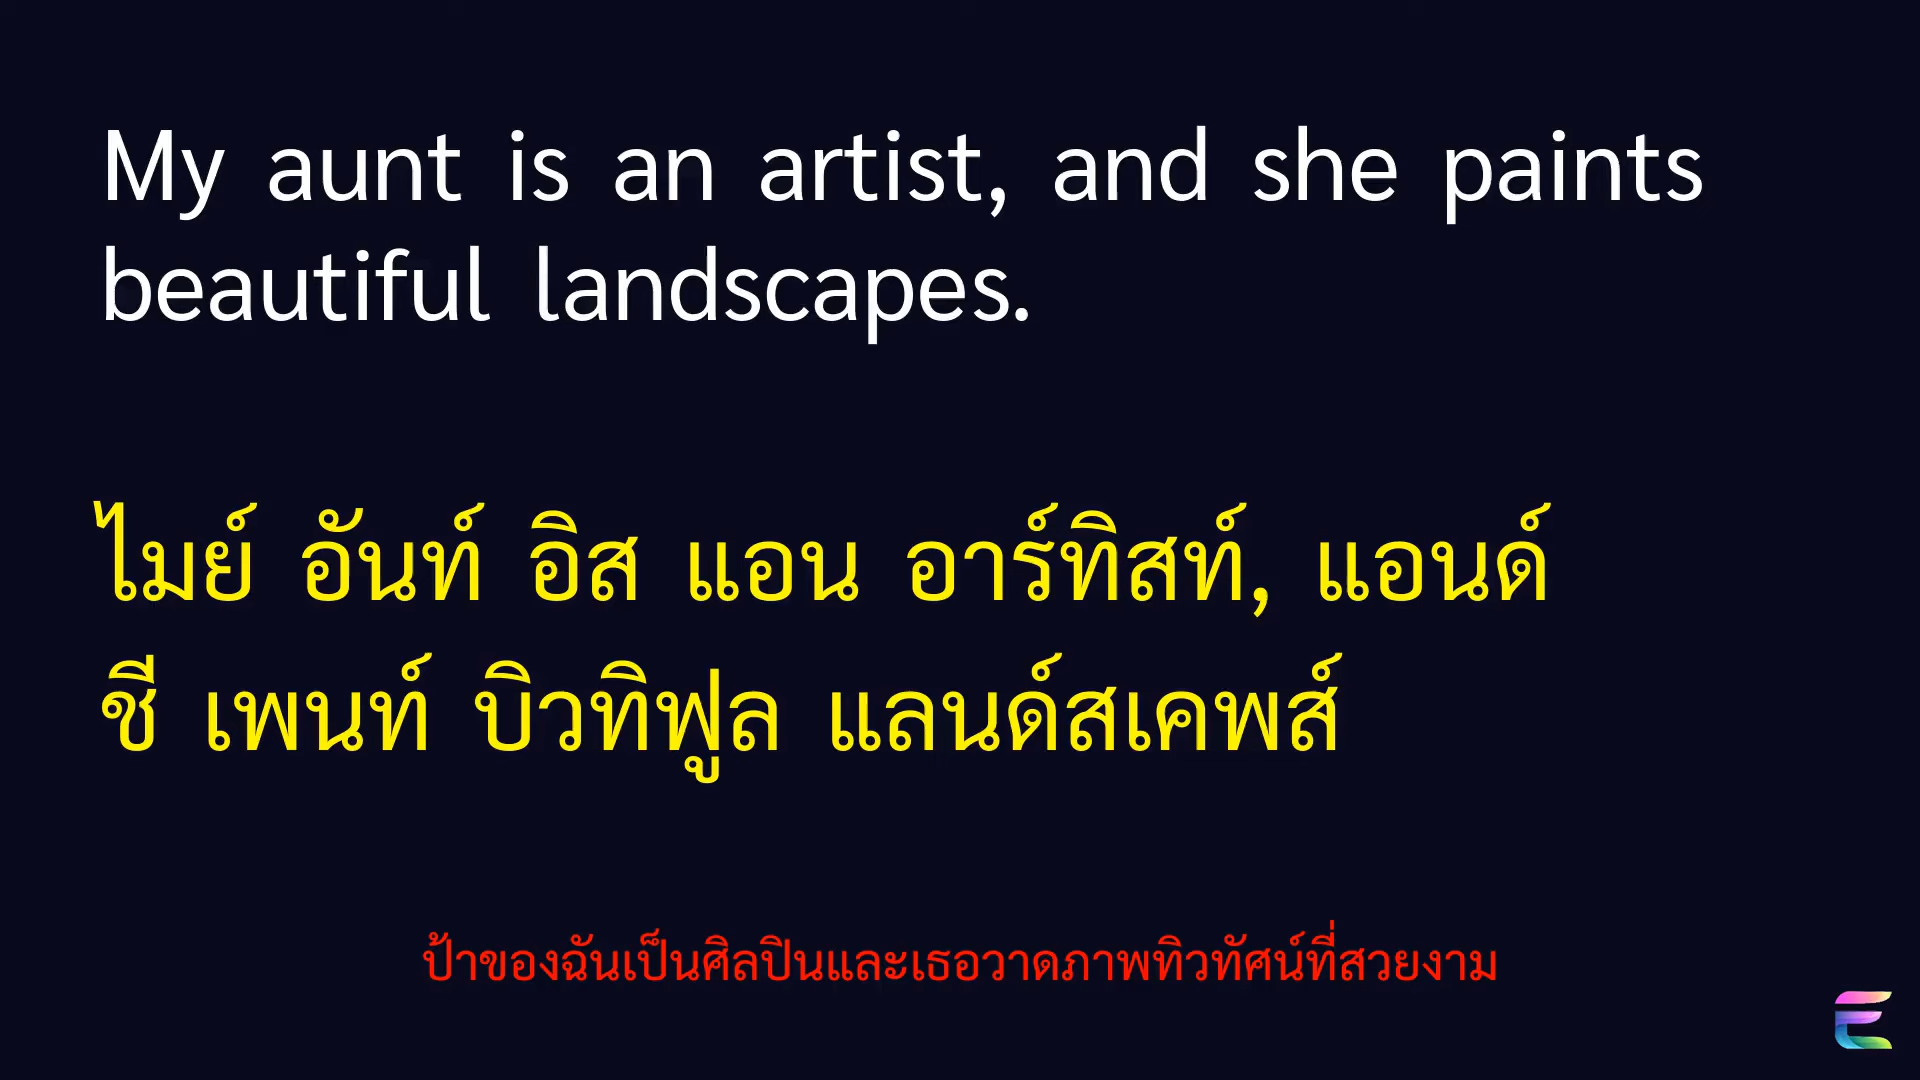 My aunt is an artist, and she paints
beautiful landscapes.
ไมย์ อันท์ อิส แอน อาร์ทิสท์, แอนด์
ชี เพนท์ บิวทิฟูล แลนด์สเคพส์
ป้าของฉันเป็นศิลปินและเธอวาดภาพทิวทัศน์ที่สวยงาม